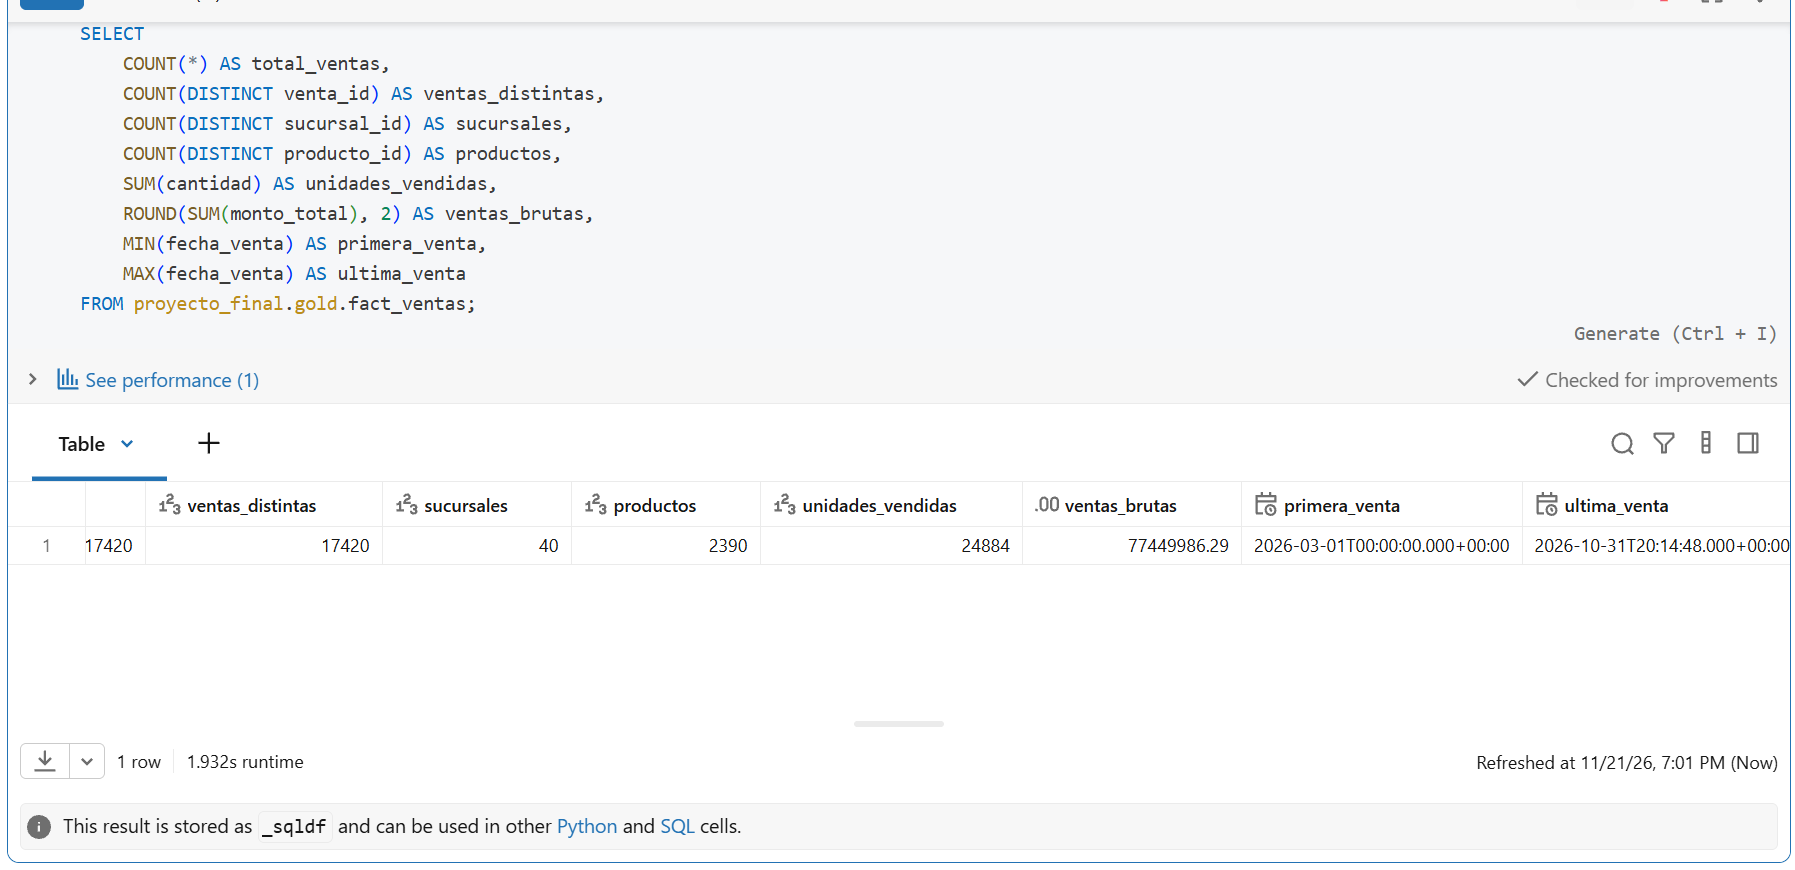 SELECT
COUNT(*) AS total_ventas,
COUNT(DISTINCT venta_id) AS ventas_distintas,
COUNT(DISTINCT sucursal_id) AS sucursales,
COUNT(DISTINCT producto_id) AS productos,
SUM(cantidad) AS unidades_vendidas,
ROUND(SUM(monto_total), 2) AS ventas_brutas,
MIN(fecha_venta) AS primera_venta,
MAX(fecha_venta) AS ultima_venta
FROM proyecto_final.gold.fact_ventas;
Generate (Ctrl + I)
See performance (1) Checked for improvements
Table
ventas_distintas sucursales productos unidades_vendidas .00 ventas_brutas primera_venta ultima_venta
1 17420 17420 40 2390 24884 77449986.29 2026-03-01T00:00:00.000+00:00 2026-10-31T20:14:48.000+00:00
1 row 1.932s runtime Refreshed at 11/21/26, 7:01 PM (Now)
This result is stored as _sqldf and can be used in other Python and SQL cells.